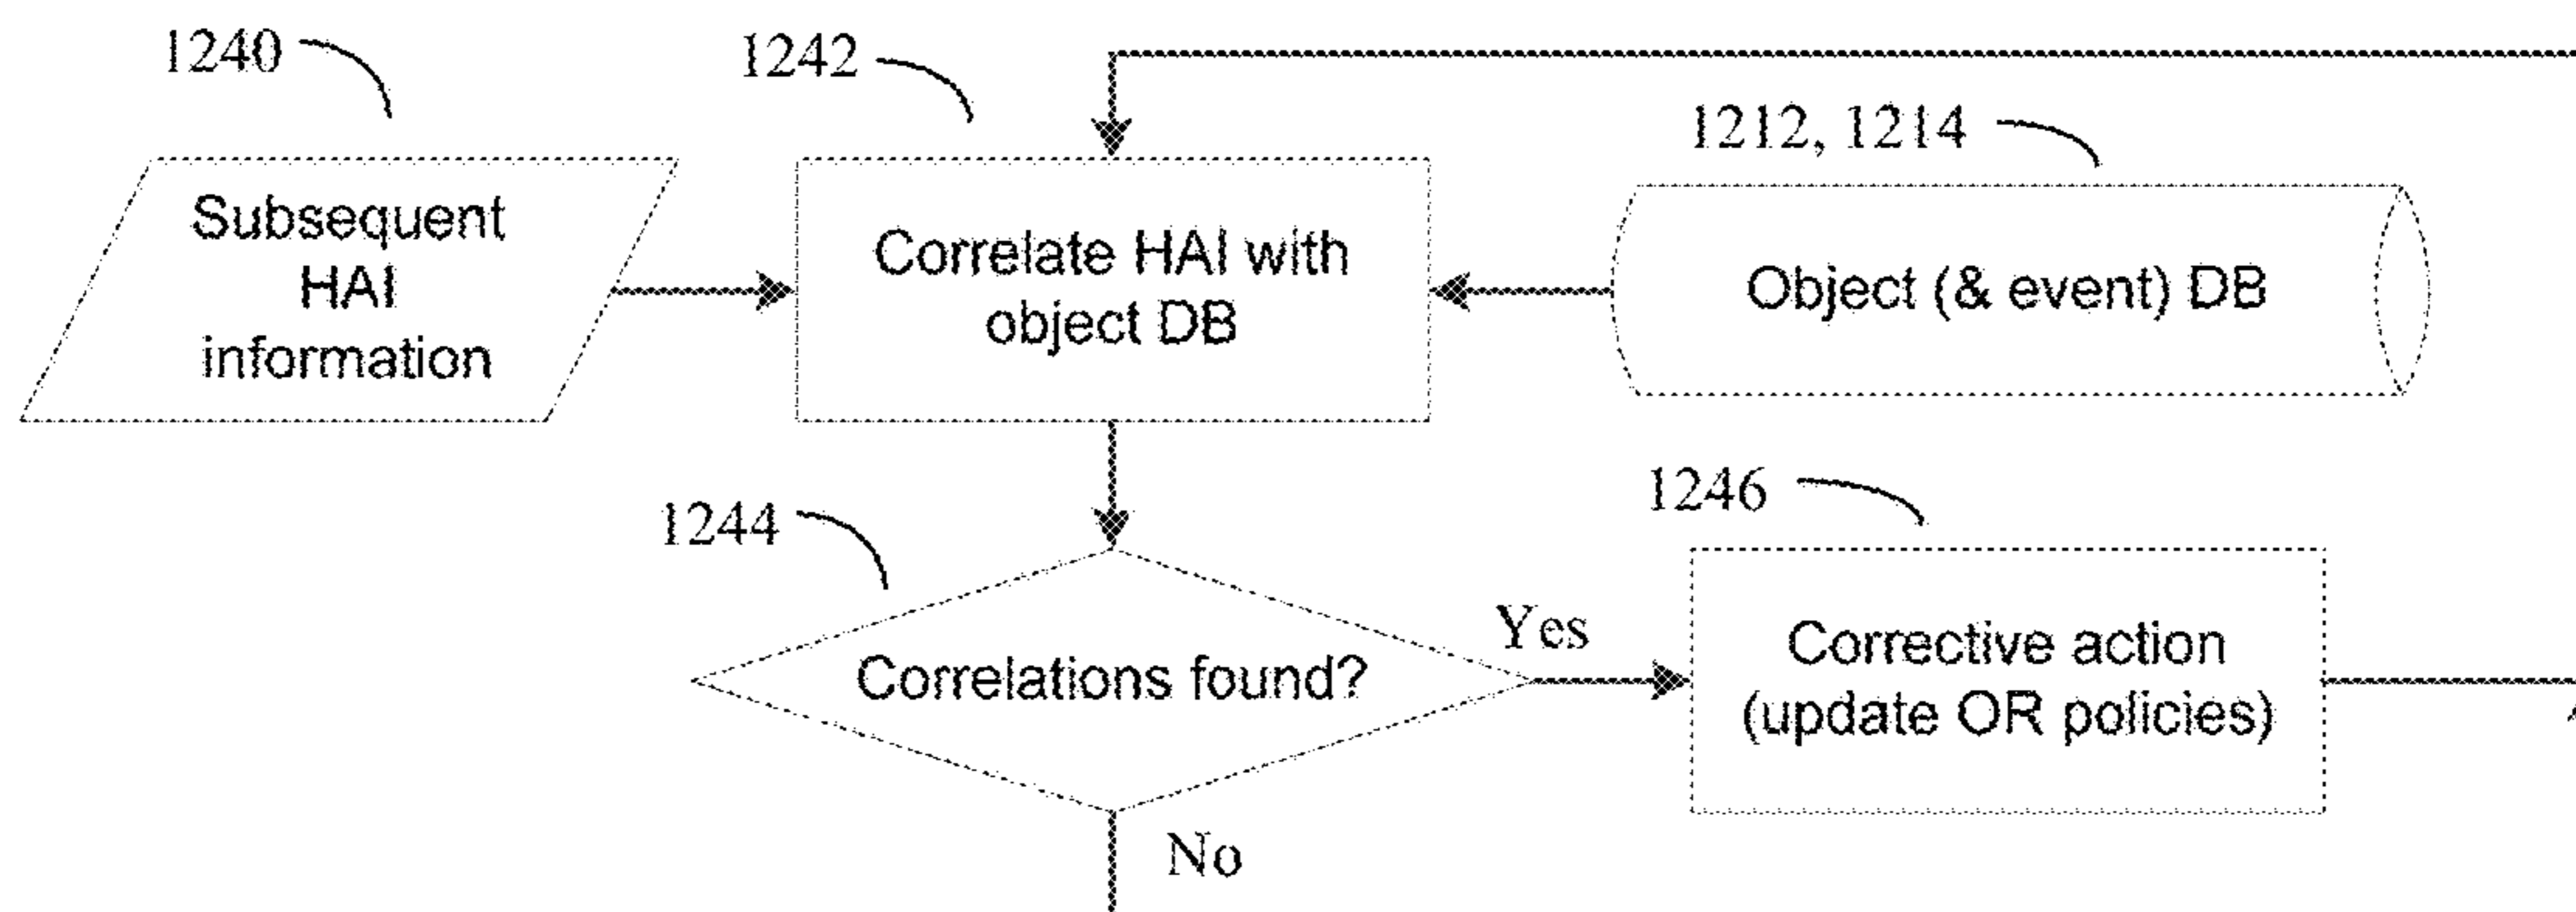 1240
1242
1212, 1214
Subsequent
HAI
information
Correlate HAI with
object DB
Object (& event) DB
1244
1246
Correlations found?
Yes
Corrective action
(update OR policies)
No